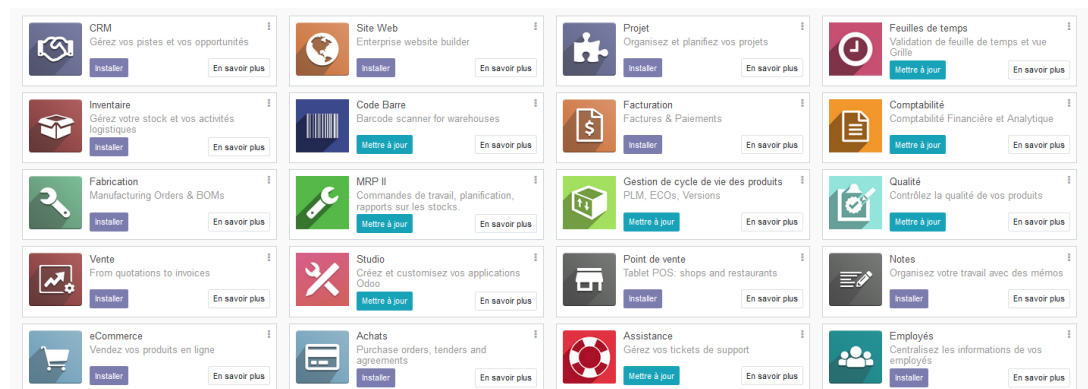 CRM
Gérez vos pistes et vos opportunités
Installer
En savoir plus
Site Web
Enterprise website builder
Installer
En savoir plus
Projet
Organisez et planifiez vos projets
Installer
En savoir plus
Feuilles de temps
Validation de feuille de temps et vue
Grille
Mettre à jour
En savoir plus
Inventaire
Gérez votre stock et vos activités
logistiques
Installer
En savoir plus
Code Barre
Barcode scanner for warehouses
Mettre à jour
En savoir plus
Facturation
Factures & Paiements
Installer
En savoir plus
Comptabilité
Comptabilité Financière et Analytique
Mettre à jour
En savoir plus
Fabrication
Manufacturing Orders & BOMs
Installer
En savoir plus
MRP II
Commandes de travail, planification,
rapports sur les stocks.
Mettre à jour
En savoir plus
Gestion de cycle de vie des produits
PLM, ECOs, Versions
Mettre à jour
En savoir plus
Qualité
Contrôlez la qualité de vos produits
Mettre à jour
En savoir plus
Vente
From quotations to invoices
Installer
En savoir plus
Studio
Créez et customisez vos applications
Odoo
Mettre à jour
En savoir plus
Point de vente
Tablet POS: shops and restaurants
Installer
En savoir plus
Notes
Organisez votre travail avec des mémos
Installer
En savoir plus
eCommerce
Vendez vos produits en ligne
Installer
En savoir plus
Achats
Purchase orders, tenders and
agreements
Installer
En savoir plus
Assistance
Gérez vos tickets de support
Mettre à jour
En savoir plus
Employés
Centralisez les informations de vos
employés
Installer
En savoir plus